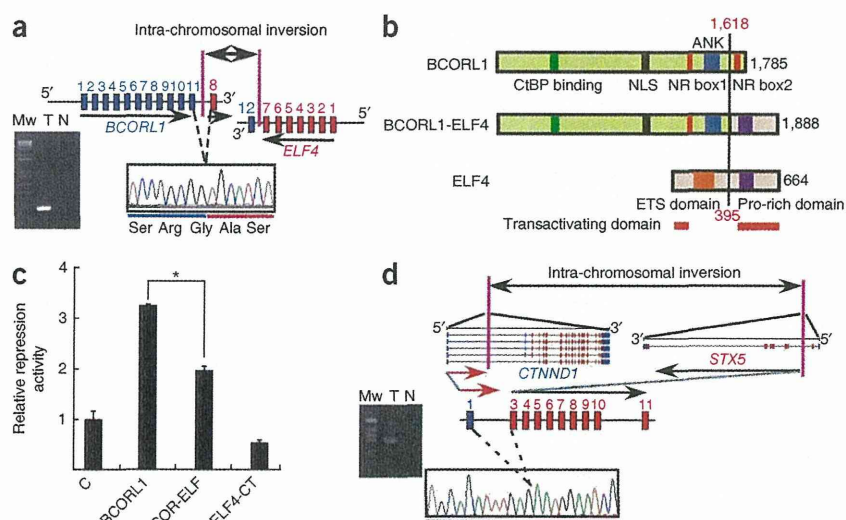 a
Intra-chromosomal inversion
1 2 3 4 5 6 7 8 9 10 11
8
5′
3′
BCORL1
12
7 6 5 4 3 2 1
5′
3′
ELF4
Mw T N
Ser Arg Gly Ala Ser
b
1,618
ANK
BCORL1
1,785
CtBP binding
NLS
NR box1
NR box2
BCORL1-ELF4
1,888
ELF4
664
ETS domain
395
Pro-rich domain
Transactivating domain
c
Relative repression
activity
4
3
2
1
*
C
BCORL1
COR-ELF
ELF4-CT
d
Intra-chromosomal inversion
5′
3′
3′
5′
CTNND1
STX5
Mw T N
1
3 4 5 6 7 8 9 10
11